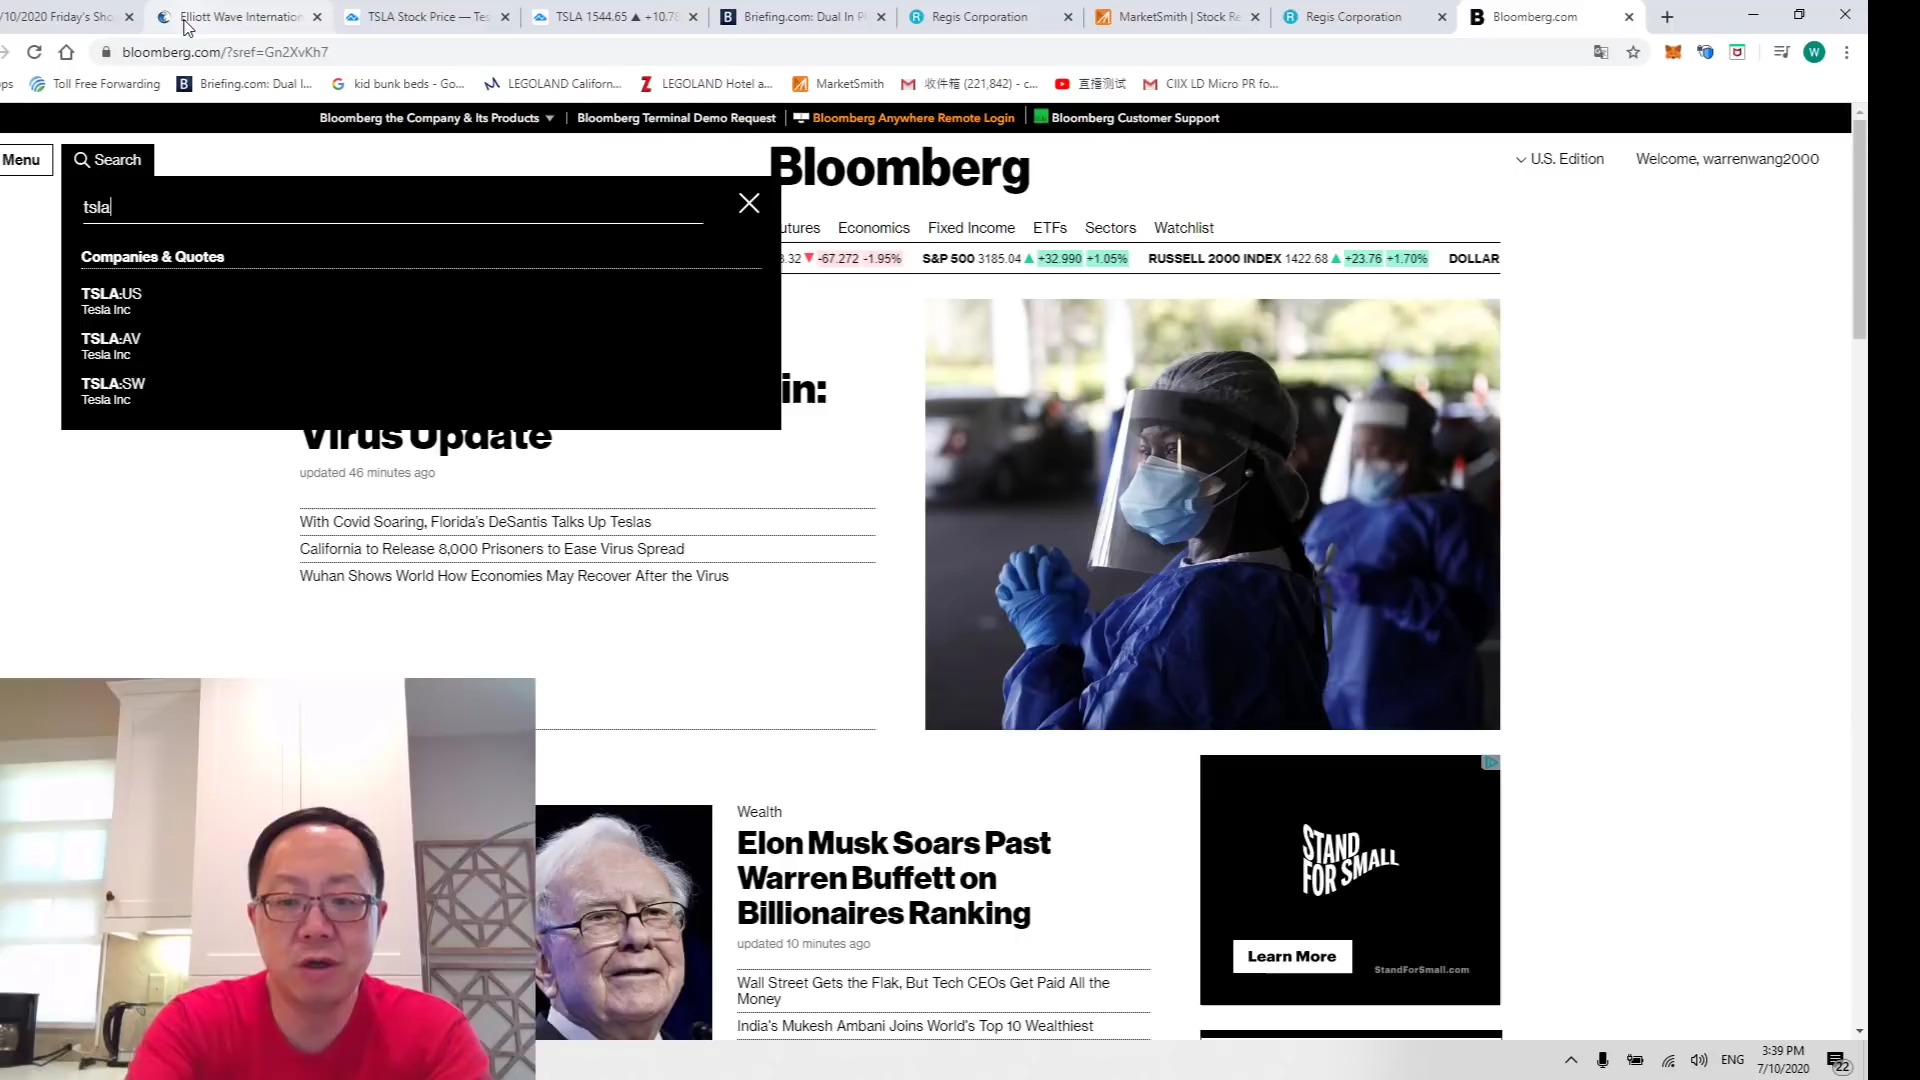 /10/2020 Friday's Sho
Elliott Wave Internation
TSLA Stock Price — Tes
TSLA 1544.65 ▲ +10.78
Briefing.com: Dual In Pl
Regis Corporation
MarketSmith | Stock Re
Regis Corporation
Bloomberg.com
bloomberg.com/?sref=Gn2XvKh7
W
ps
Toll Free Forwarding
Briefing.com: Dual I...
kid bunk beds - Go...
LEGOLAND Californ...
LEGOLAND Hotel a...
MarketSmith
收件箱 (221,842) - c...
直播测试
CIIX LD Micro PR fo...
Bloomberg the Company & Its Products ▼
Bloomberg Terminal Demo Request
Bloomberg Anywhere Remote Login
Bloomberg Customer Support
Menu
Search
Bloomberg
U.S. Edition
Welcome, warrenwang2000
tsla
utures
Economics
Fixed Income
ETFs
Sectors
Watchlist
Companies & Quotes
3.32 ▼ -67.272 -1.95%
S&P 500 3185.04 ▲ +32.990 +1.05%
RUSSELL 2000 INDEX 1422.68 ▲ +23.76 +1.70%
DOLLAR
TSLA:US
Tesla Inc
TSLA:AV
Tesla Inc
TSLA:SW
Tesla Inc
in:
Virus Update
updated 46 minutes ago
With Covid Soaring, Florida's DeSantis Talks Up Teslas
California to Release 8,000 Prisoners to Ease Virus Spread
Wuhan Shows World How Economies May Recover After the Virus
Wealth
Elon Musk Soars Past
Warren Buffett on
Billionaires Ranking
updated 10 minutes ago
Wall Street Gets the Flak, But Tech CEOs Get Paid All the
Money
India's Mukesh Ambani Joins World's Top 10 Wealthiest
STAND
FOR SMALL
Learn More
StandForSmall.com
ENG
3:39 PM
7/10/2020
22